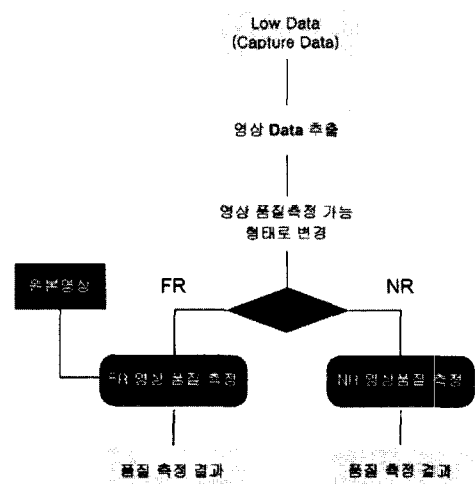 Low Data
(Capture Data)
영상 Data 추출
영상 품질측정 가능
형태로 변경
원본영상
FR
NR
FR 영상 품질 측정
NR 영상품질 측정
품질 측정 결과
품질 측정 결과